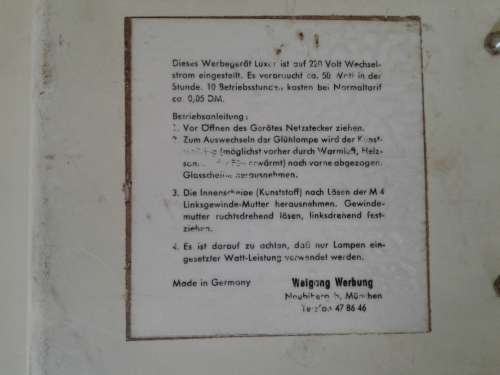 Dieses Werbegerät Luxor ist auf 220 Volt Wechsel-
strom eingestellt. Es verbraucht ca. 50 Watt in der
Stunde. 10 Betriebsstunden kosten bei Normaltarif
ca. 0,05 DM.
Betriebsanleitung:
1. Vor Öffnen des Gerätes Netzstecker ziehen.
2. Zum Auswechseln der Glühlampe wird der Kunst-
(möglichst vorher durch Warmluft, Heiz-
erwärmt) nach vorne abgezogen.
Glasscheibe herausnehmen.
3. Die Innenscheibe (Kunststoff) nach Lösen der M 4
Linksgewinde-Mutter herausnehmen. Gewinde-
mutter rechtsdrehend lösen, linksdrehend fest-
ziehen.
4. Es ist darauf zu achten, daß nur Lampen ein-
gesetzter Watt-Leistung verwendet werden.
Made in Germany
Weigang Werbung
München
Telefon 47 86 46